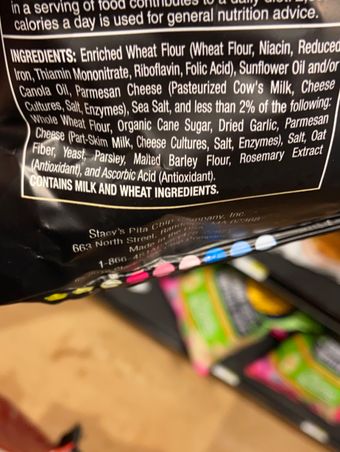 in a serving of food contributes to a daily
calories a day is used for general nutrition advice.
INGREDIENTS: Enriched Wheat Flour (Wheat Flour, Niacin, Reduced
Iron, Thiamin Mononitrate, Riboflavin, Folic Acid), Sunflower Oil and/or
Canola Oil, Parmesan Cheese (Pasteurized Cow's Milk, Cheese
Cultures, Salt, Enzymes), Sea Salt, and less than 2% of the following:
Whole Wheat Flour, Organic Cane Sugar, Dried Garlic, Parmesan
Cheese (Part-Skim Milk, Cheese Cultures, Salt, Enzymes), Salt, Oat
Fiber, Yeast, Parsley, Malted Barley Flour, Rosemary Extract
(Antioxidant), and Ascorbic Acid (Antioxidant).
CONTAINS MILK AND WHEAT INGREDIENTS.
Stacy's Pita Chip Company, Inc.
663 North Street,
Made in
1-866-